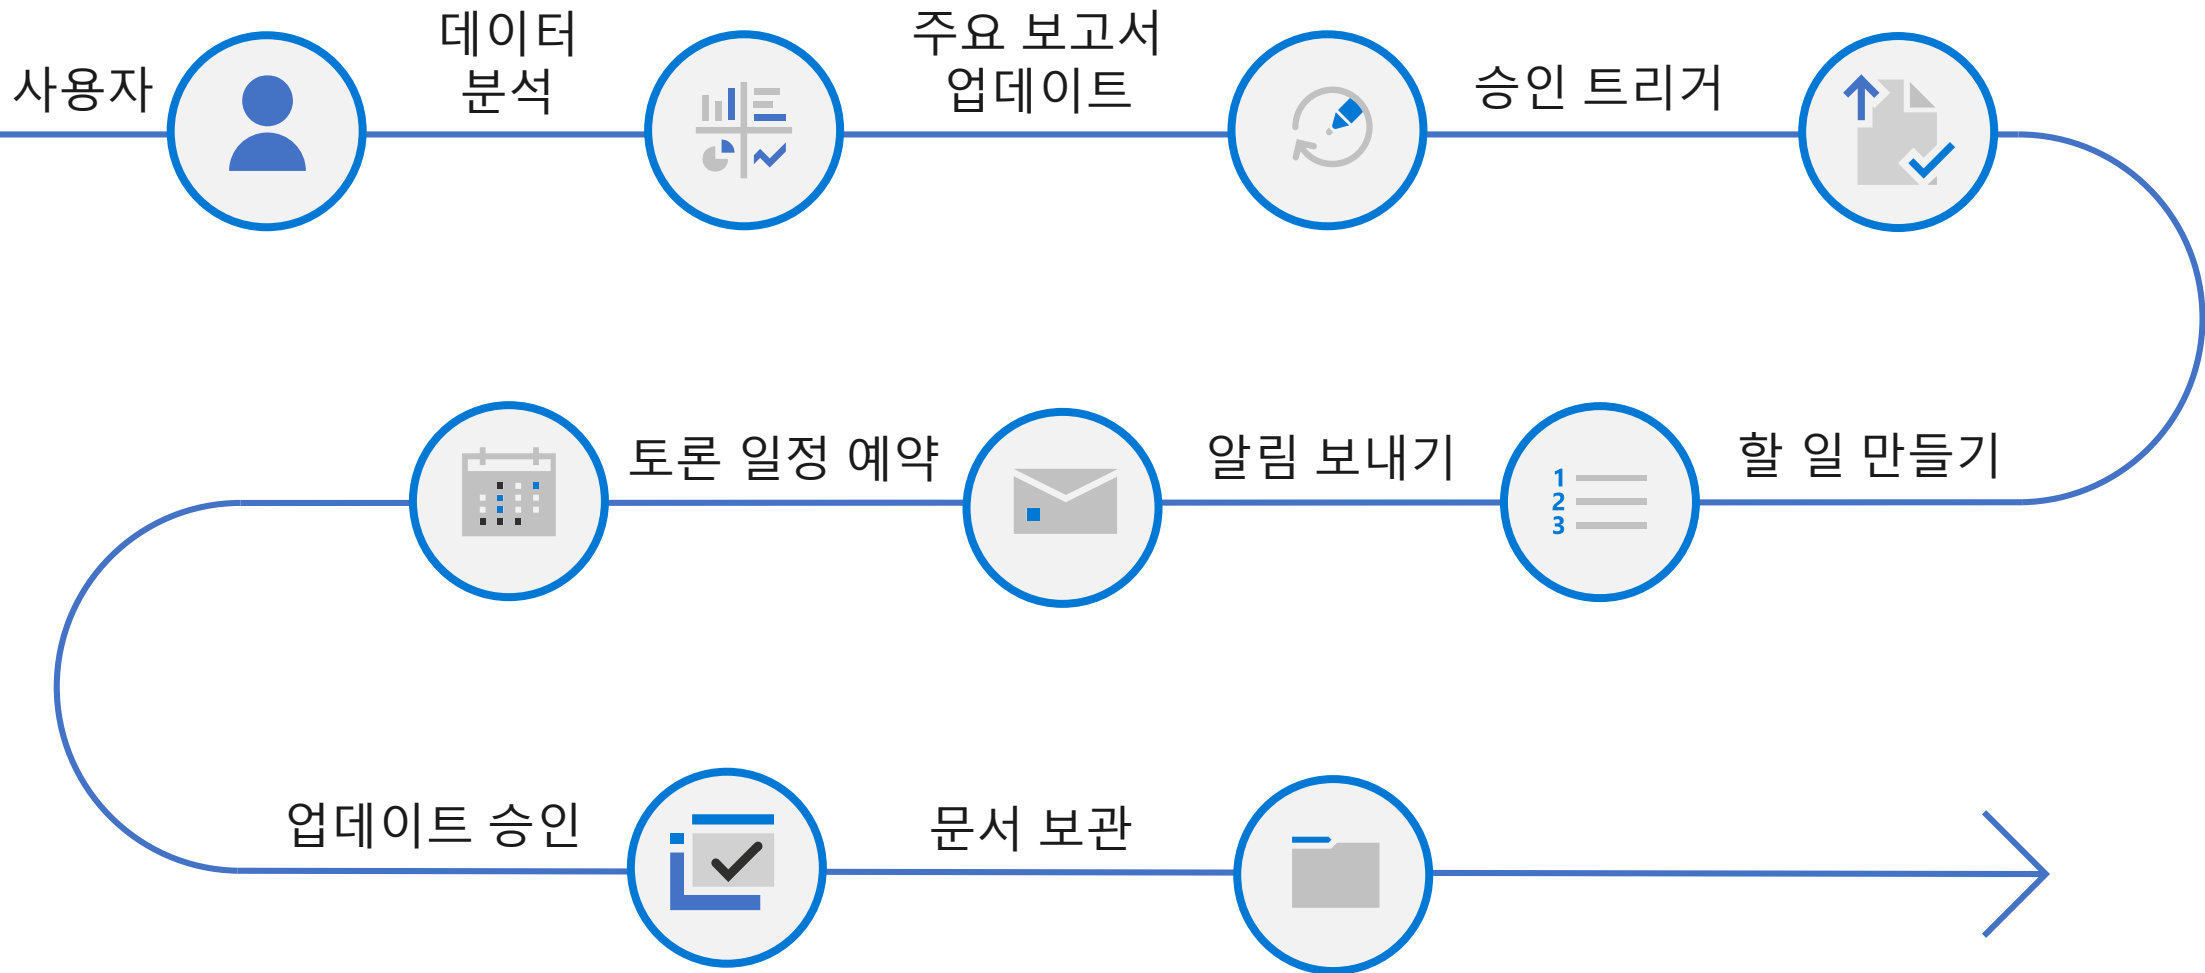 사용자
데이터
분석
주요 보고서
업데이트
승인 트리거
할 일 만들기
1
2
3
알림 보내기
토론 일정 예약
업데이트 승인
문서 보관